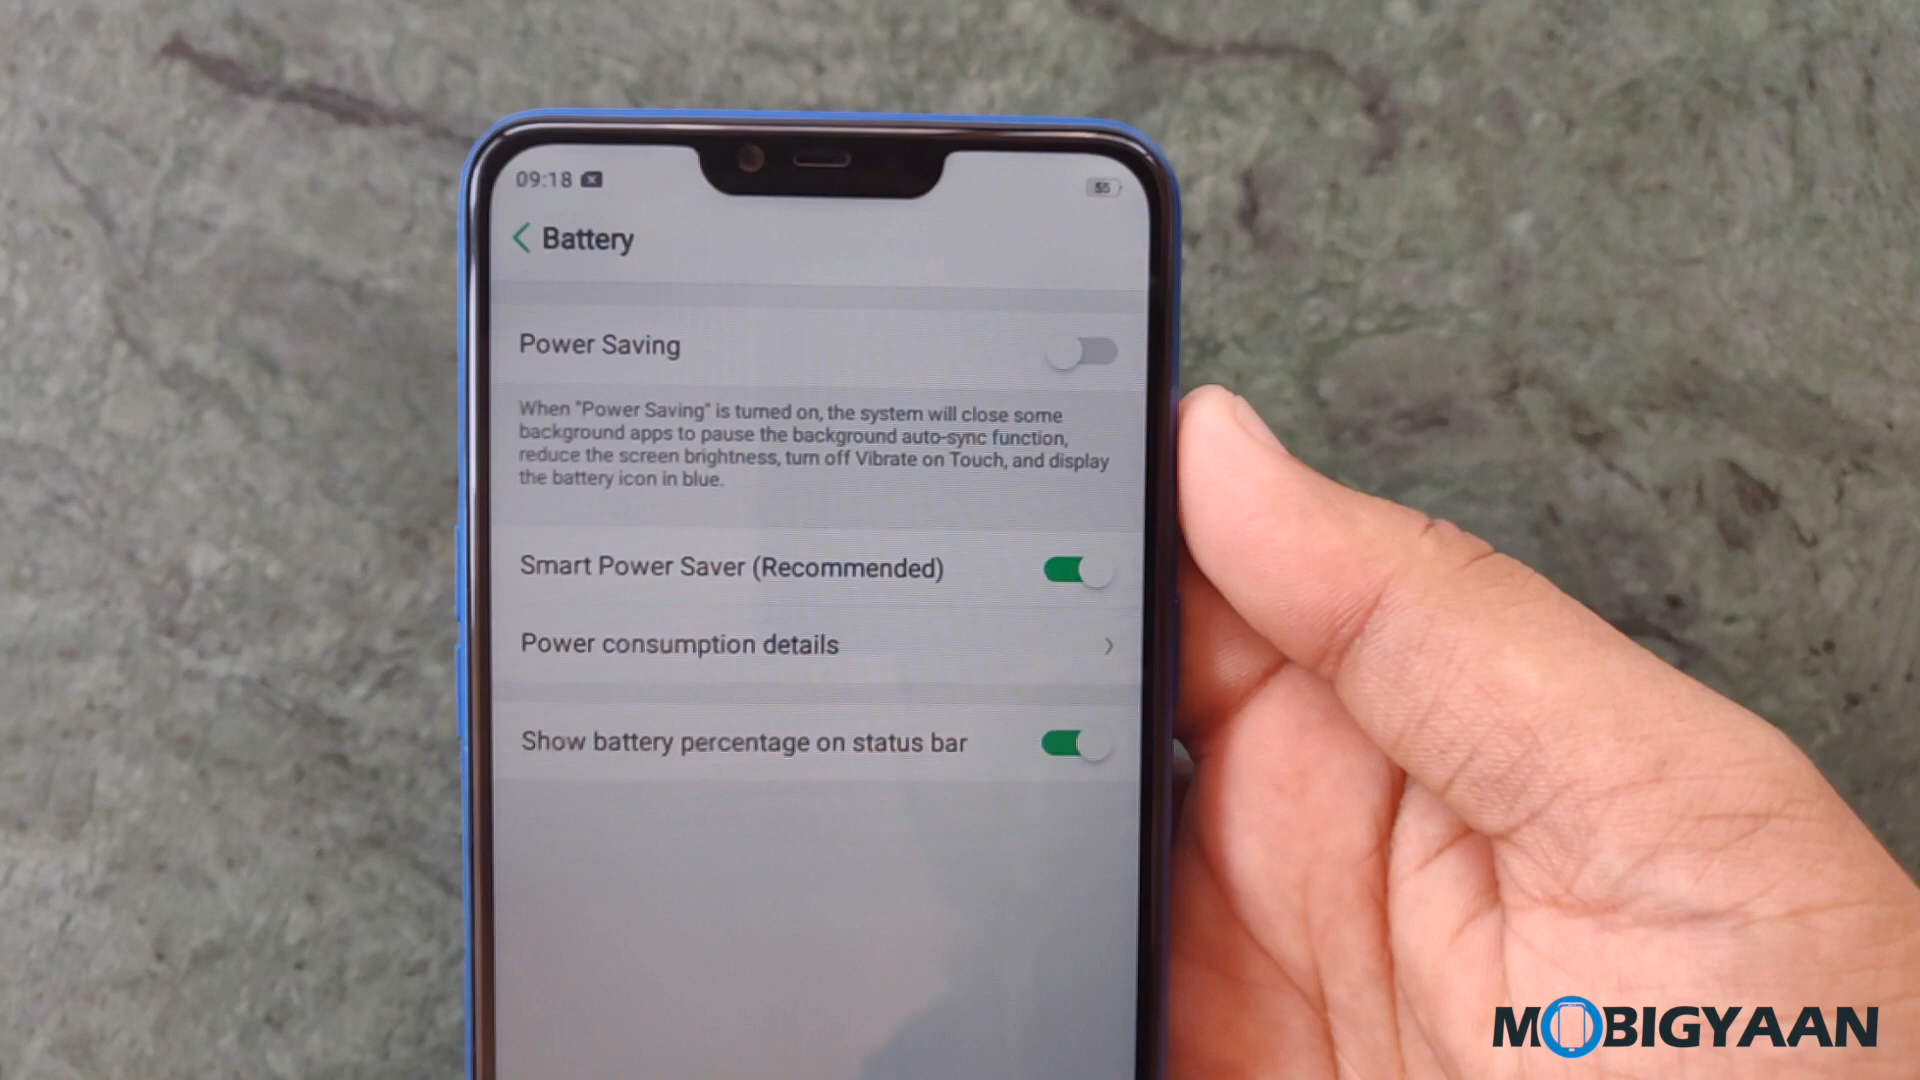 09:18
55
Battery
Power Saving
When "Power Saving" is turned on, the system will close some
background apps to pause the background auto-sync function,
reduce the screen brightness, turn off Vibrate on Touch, and display
the battery icon in blue.
Smart Power Saver (Recommended)
Power consumption details
Show battery percentage on status bar
MOBIGYAAN